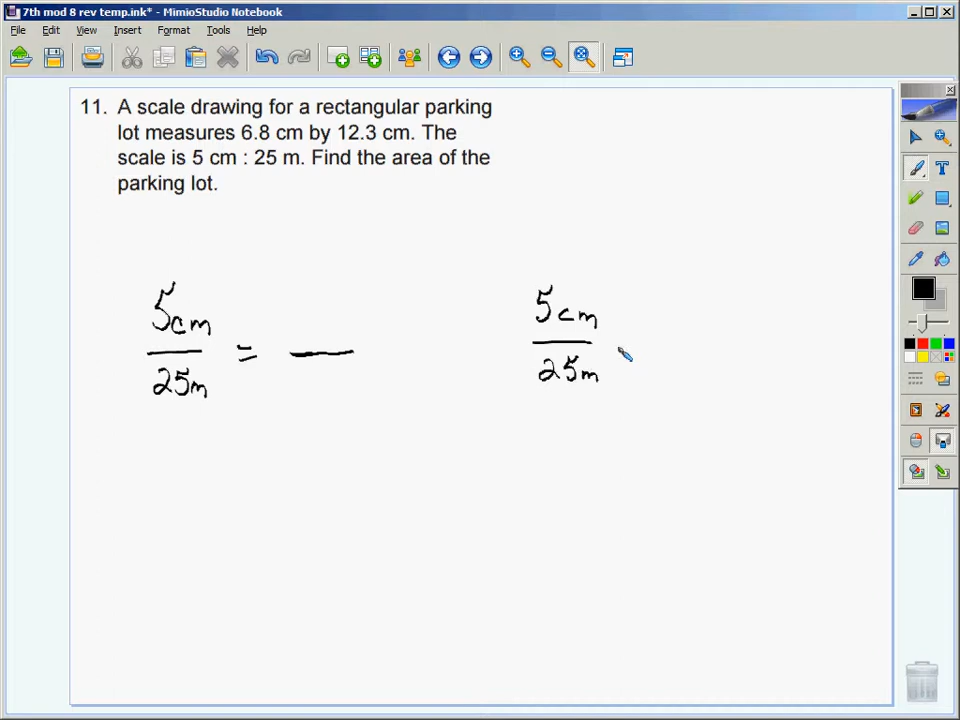 7th mod 8 rev temp.ink* - MimioStudio Notebook
File Edit View Insert Format Tools Help
11. A scale drawing for a rectangular parking
lot measures 6.8 cm by 12.3 cm. The
scale is 5 cm : 25 m. Find the area of the
parking lot.
5cm
25m
=
5cm
25m
T